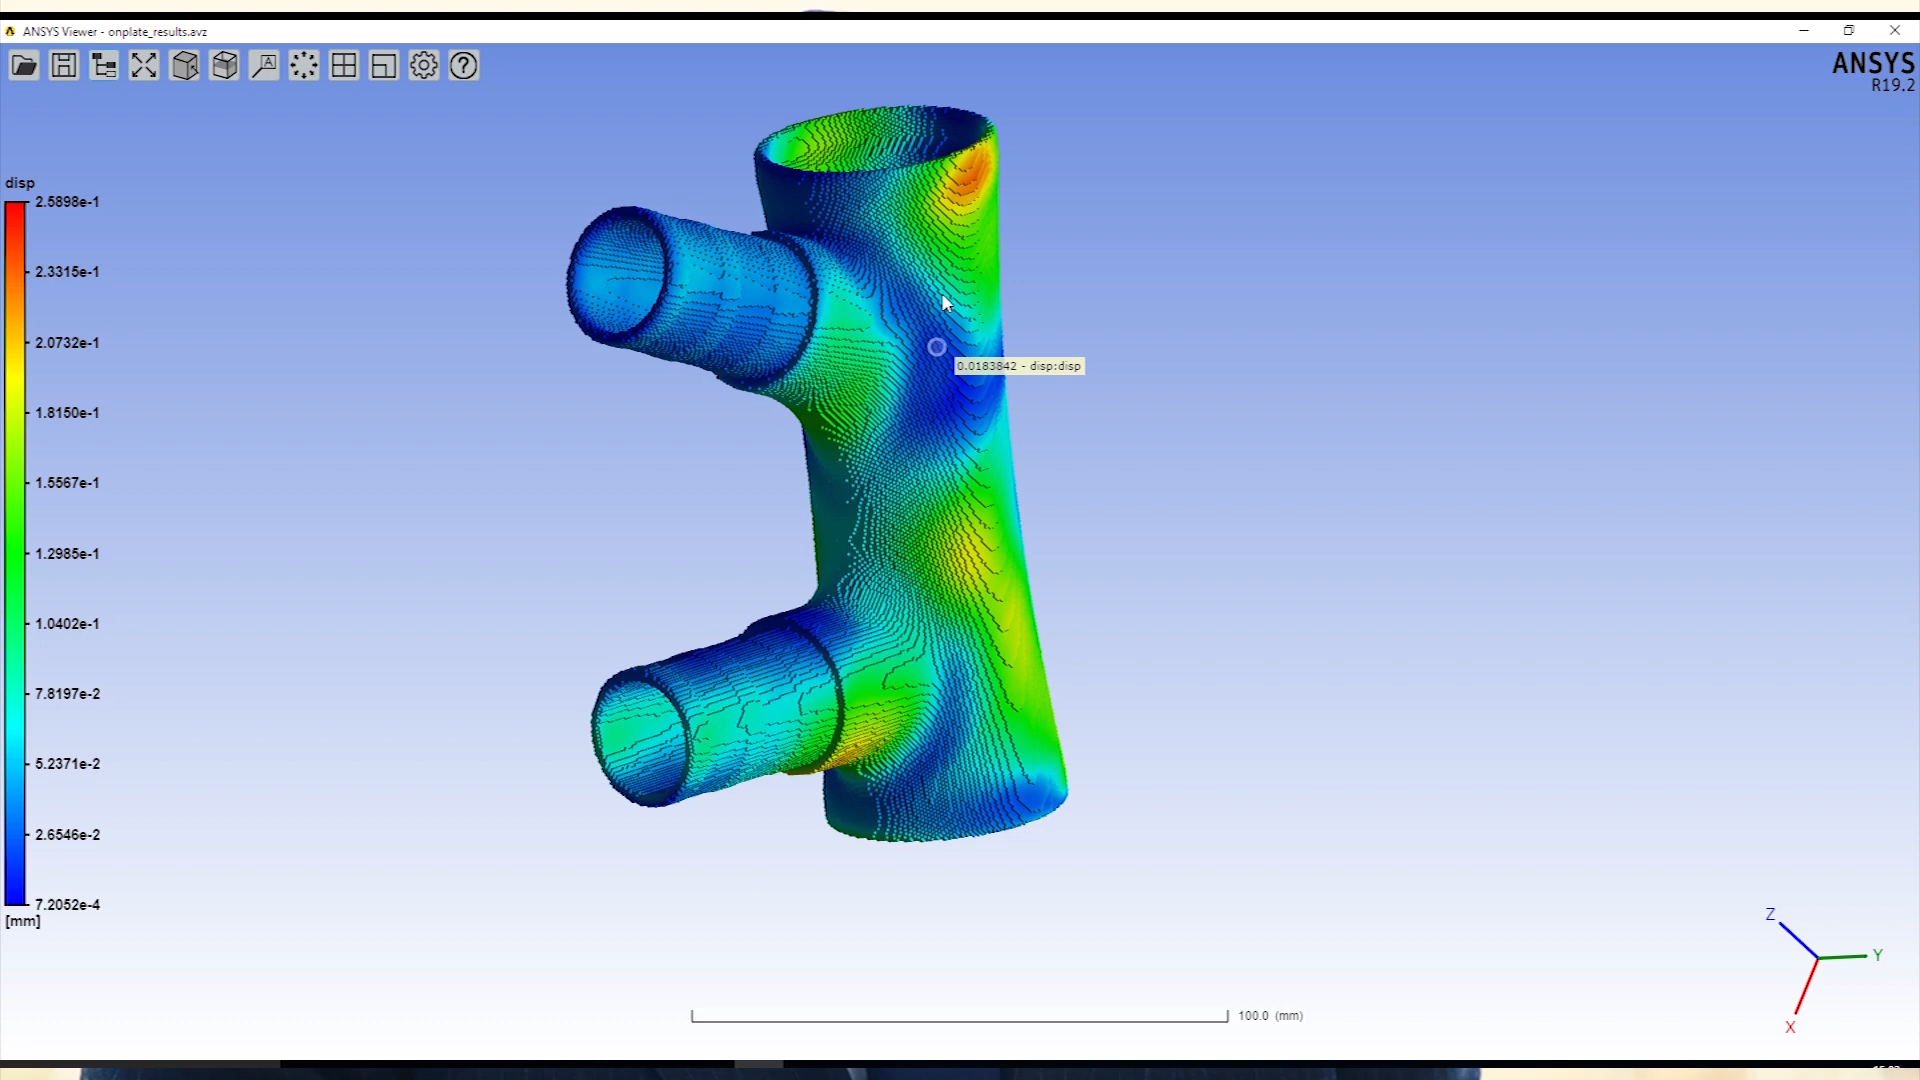 ANSYS Viewer - onplate_results.avz
ANSYS
R19.2
disp
2.5898e-1
2.3315e-1
2.0732e-1
1.8150e-1
1.5567e-1
1.2985e-1
1.0402e-1
7.8197e-2
5.2371e-2
2.6546e-2
7.2052e-4
[mm]
0.0183842 - disp:disp
100.0 (mm)
Z
Y
X